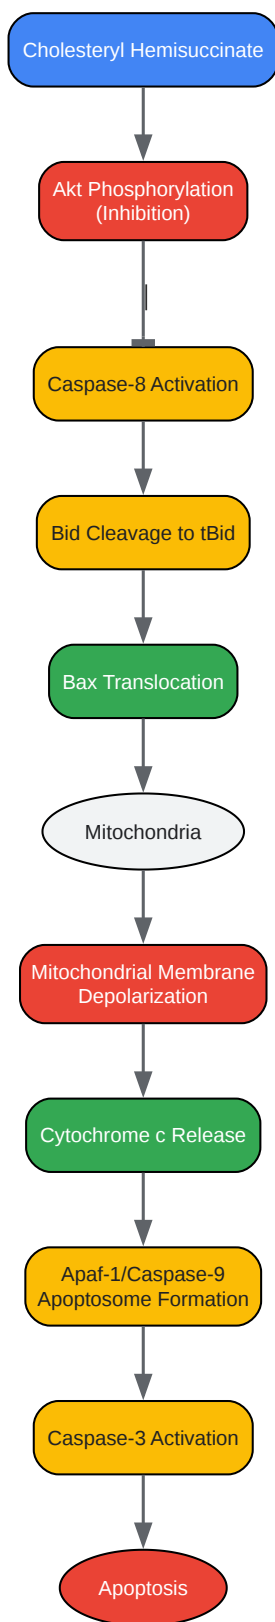 Cholesteryl Hemisuccinate
Akt Phosphorylation
(Inhibition)
|
Caspase-8 Activation
Bid Cleavage to tBid
Bax Translocation
Mitochondria
Mitochondrial Membrane
Depolarization
Cytochrome c Release
Apaf-1/Caspase-9
Apoptosome Formation
Caspase-3 Activation
Apoptosis